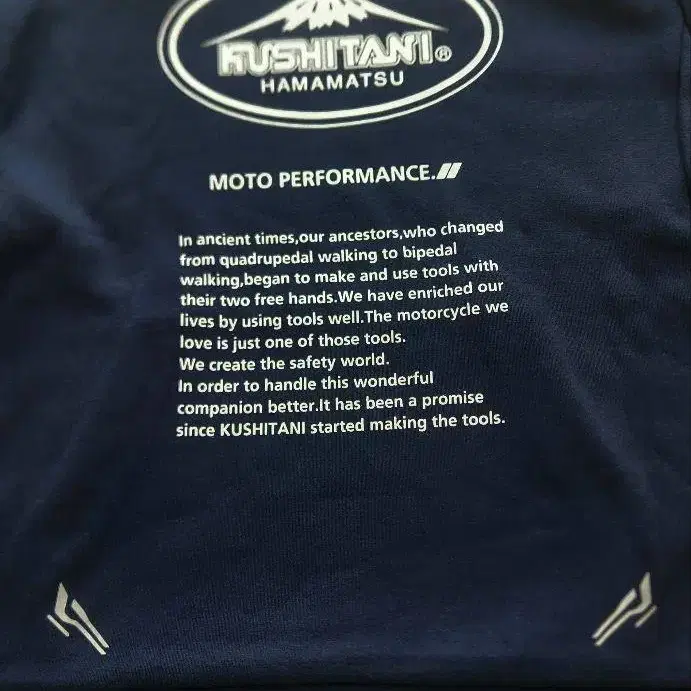 KUSHITANI®
HAMAMATSU
MOTO PERFORMANCE.
In ancient times,our ancestors,who changed
from quadrupedal walking to bipedal
walking,began to make and use tools with
their two free hands.We have enriched our
lives by using tools well.The motorcycle we
love is just one of those tools.
We create the safety world.
In order to handle this wonderful
companion better.It has been a promise
since KUSHITANI started making the tools.